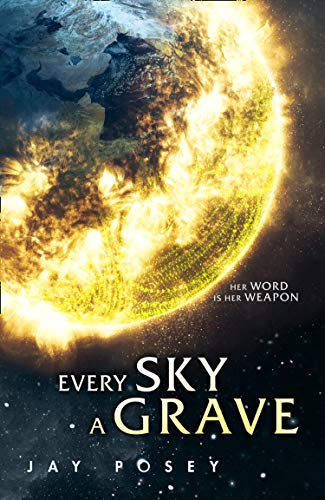 HER WORD
IS HER WEAPON
EVERY SKY
A GRAVE
JAY POSEY